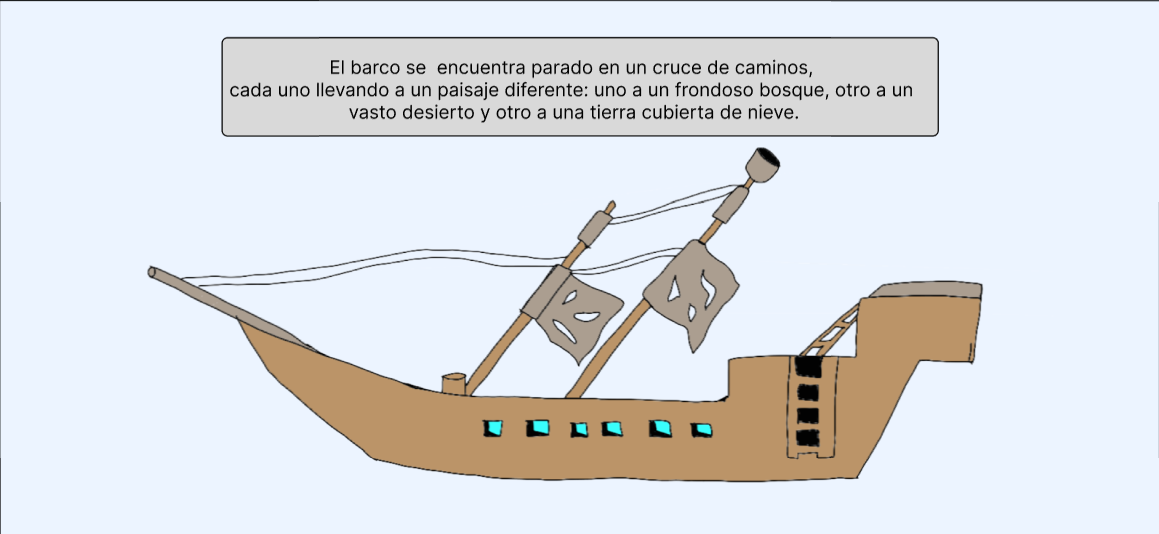 El barco se  encuentra parado en un cruce de caminos,
cada uno llevando a un paisaje diferente: uno a un frondoso bosque, otro a un
vasto desierto y otro a una tierra cubierta de nieve.